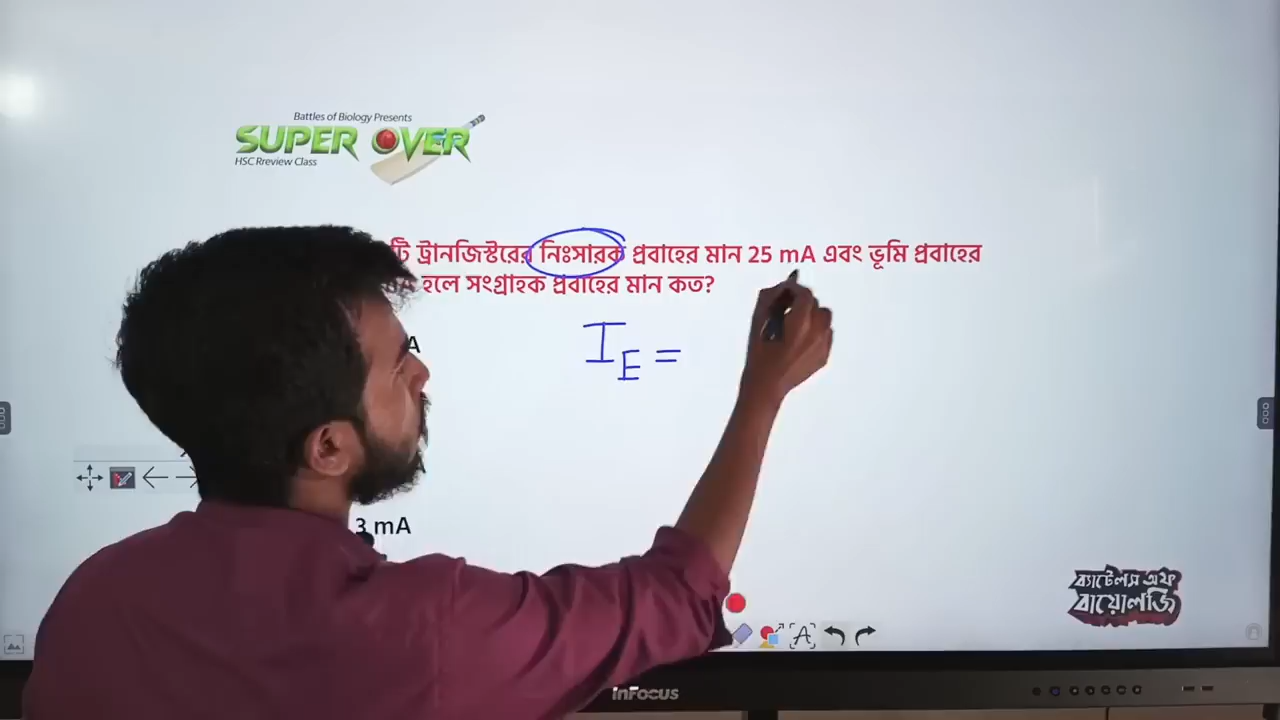 Battles of Biology Presents
SUPER OVER
HSC Rreview Class
ট্রানজিস্টরের নিঃসারক প্রবাহের মান 25 mA এবং ভূমি প্রবাহের
হলে সংগ্রাহক প্রবাহের মান কত?
I_E =
3 mA
ব্যাটেলস অফ
বায়োলজি
InFocus